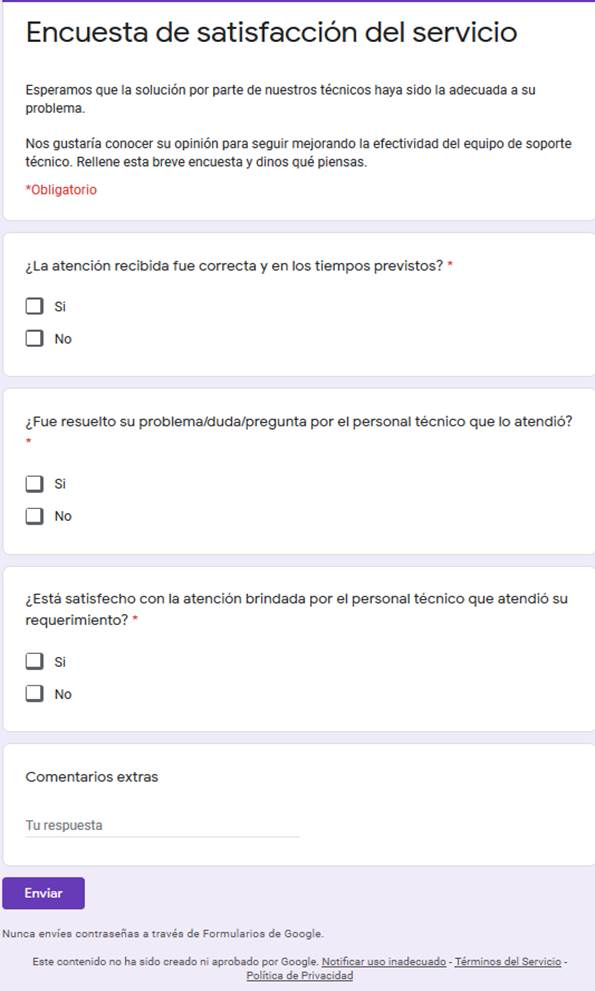 Encuesta de satisfacción del servicio
Esperamos que la solución por parte de nuestros técnicos haya sido la adecuada a su
problema.
Nos gustaría conocer su opinión para seguir mejorando la efectividad del equipo de soporte
técnico. Rellene esta breve encuesta y dinos qué piensas.
*Obligatorio
¿La atención recibida fue correcta y en los tiempos previstos? *
Si
No
¿Fue resuelto su problema/duda/pregunta por el personal técnico que lo atendió?
*
Si
No
¿Está satisfecho con la atención brindada por el personal técnico que atendió su
requerimiento? *
Si
No
Comentarios extras
Tu respuesta
Enviar
Nunca envíes contraseñas a través de Formularios de Google.
Este contenido no ha sido creado ni aprobado por Google. Notificar uso inadecuado - Términos del Servicio -
Política de Privacidad